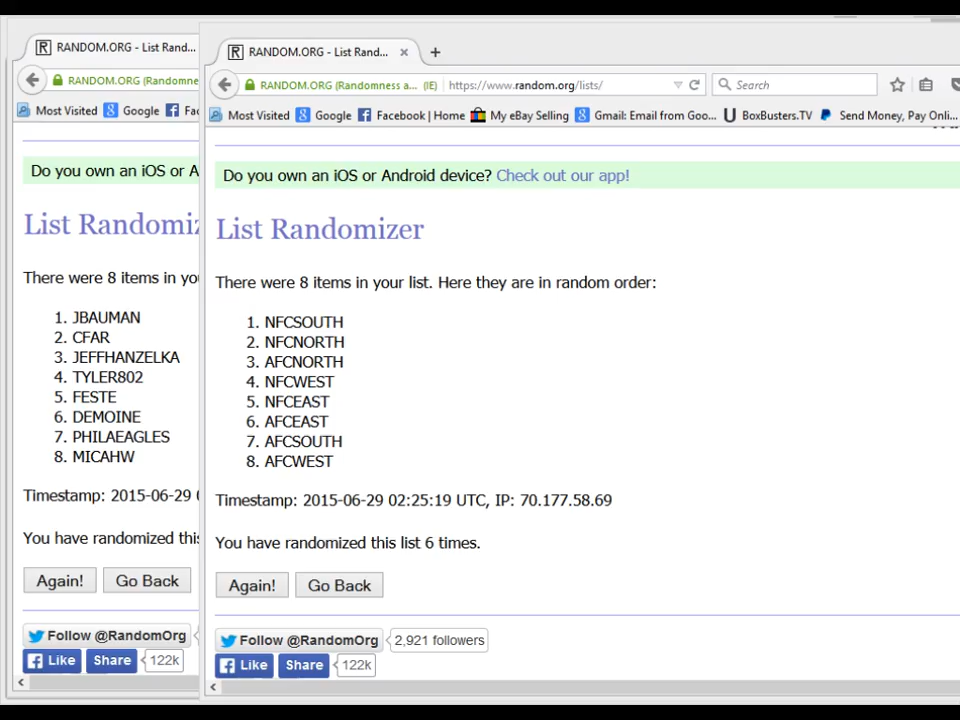 RANDOM.ORG - List Rand...
RANDOM.ORG (Randomne
Most Visited Google Fa
Do you own an iOS or A
List Randomiz
There were 8 items in yo
1. JBAUMAN
2. CFAR
3. JEFFHANZELKA
4. TYLER802
5. FESTE
6. DEMOINE
7. PHILAEAGLES
8. MICAHW
Timestamp: 2015-06-29
You have randomized this
Again! Go Back
Follow @RandomOrg
Like Share 122k
RANDOM.ORG - List Rand...
RANDOM.ORG (Randomness a... (IE) https://www.random.org/lists/ Search
Most Visited Google Facebook | Home My eBay Selling Gmail: Email from Goo... BoxBusters.TV Send Money, Pay Onli...
Do you own an iOS or Android device? Check out our app!
List Randomizer
There were 8 items in your list. Here they are in random order:
1. NFCSOUTH
2. NFCNORTH
3. AFCNORTH
4. NFCWEST
5. NFCEAST
6. AFCEAST
7. AFCSOUTH
8. AFCWEST
Timestamp: 2015-06-29 02:25:19 UTC, IP: 70.177.58.69
You have randomized this list 6 times.
Again! Go Back
Follow @RandomOrg 2,921 followers
Like Share 122k